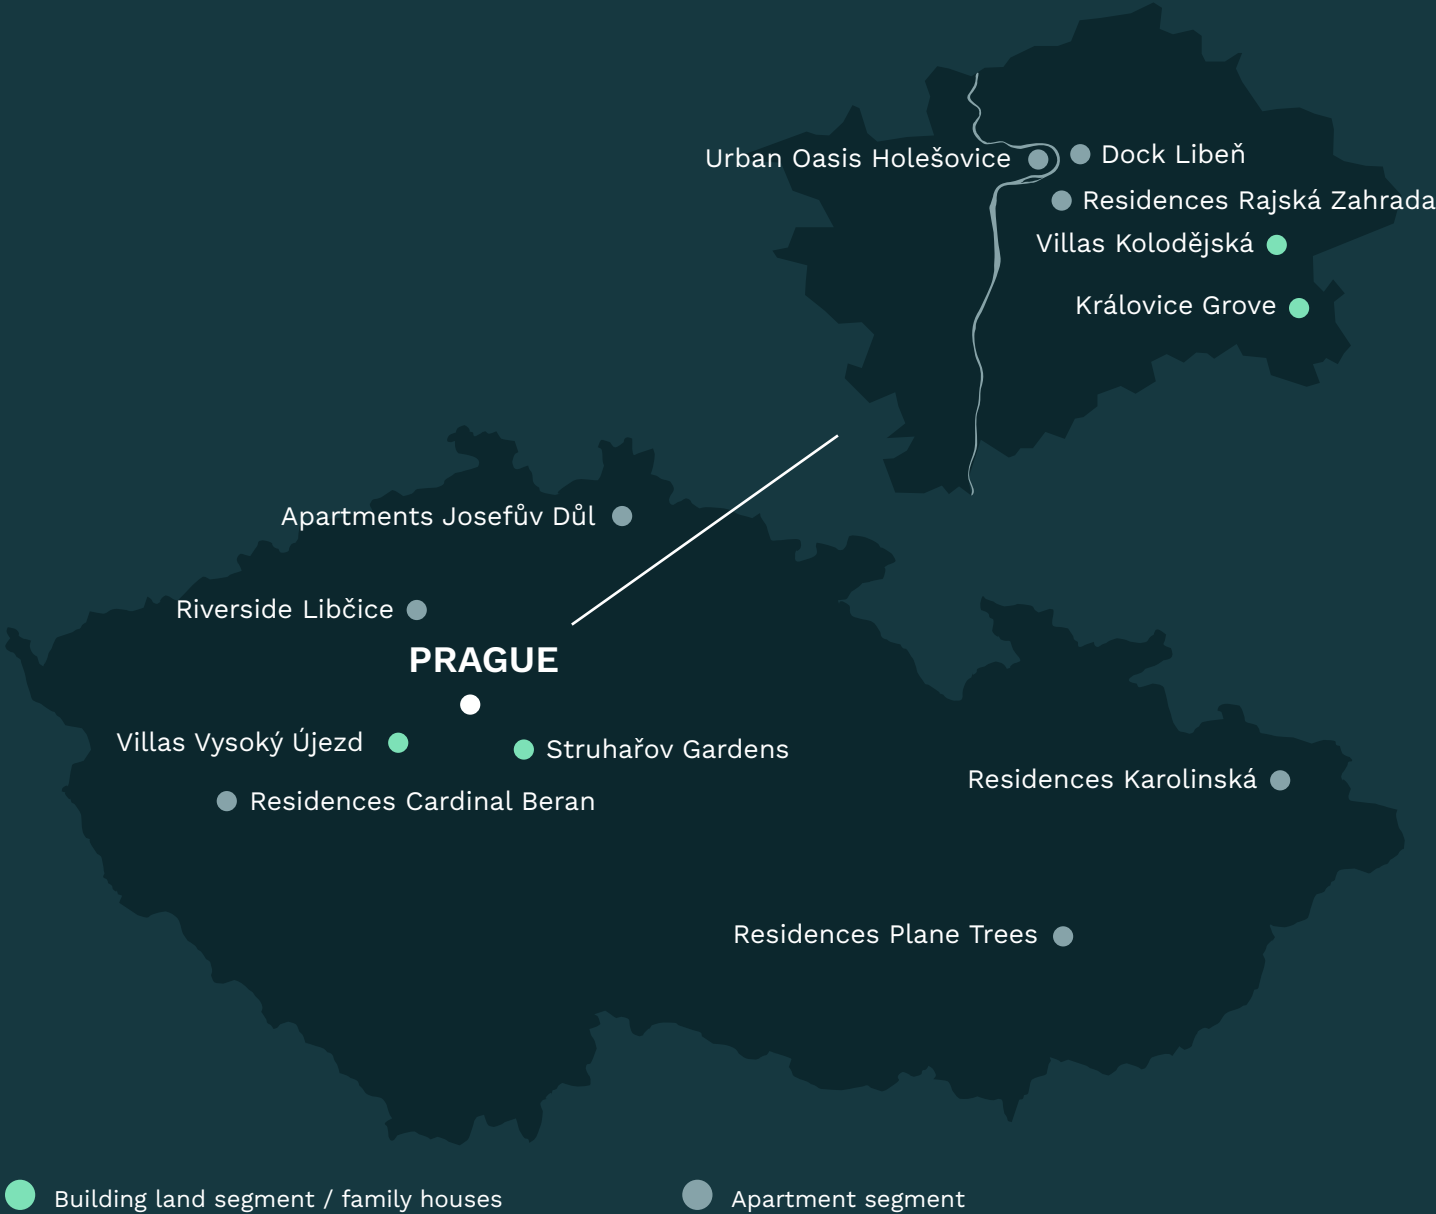 Urban Oasis Holešovice
Dock Libeň
Residences Rajská Zahrada
Villas Kolodějská
Královice Grove
Apartments Josefův Důl
Riverside Libčice
PRAGUE
Villas Vysoký Újezd
Struhařov Gardens
Residences Karolinská
Residences Cardinal Beran
Residences Plane Trees
Building land segment / family houses
Apartment segment